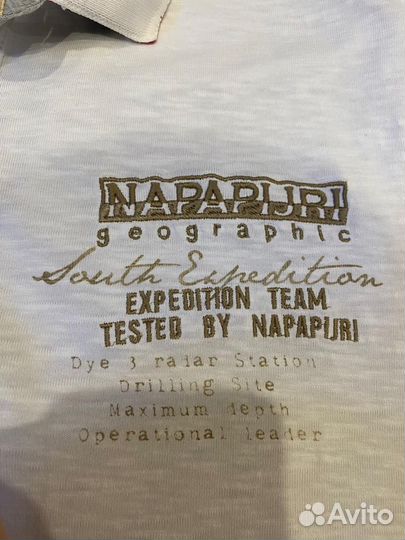 NAPAPIJRI
geographic
South Expedition
EXPEDITION TEAM
TESTED BY NAPAPIJRI
Dye 3 radar Station
Drilling Site
Maximum depth
Operational leader
Avito